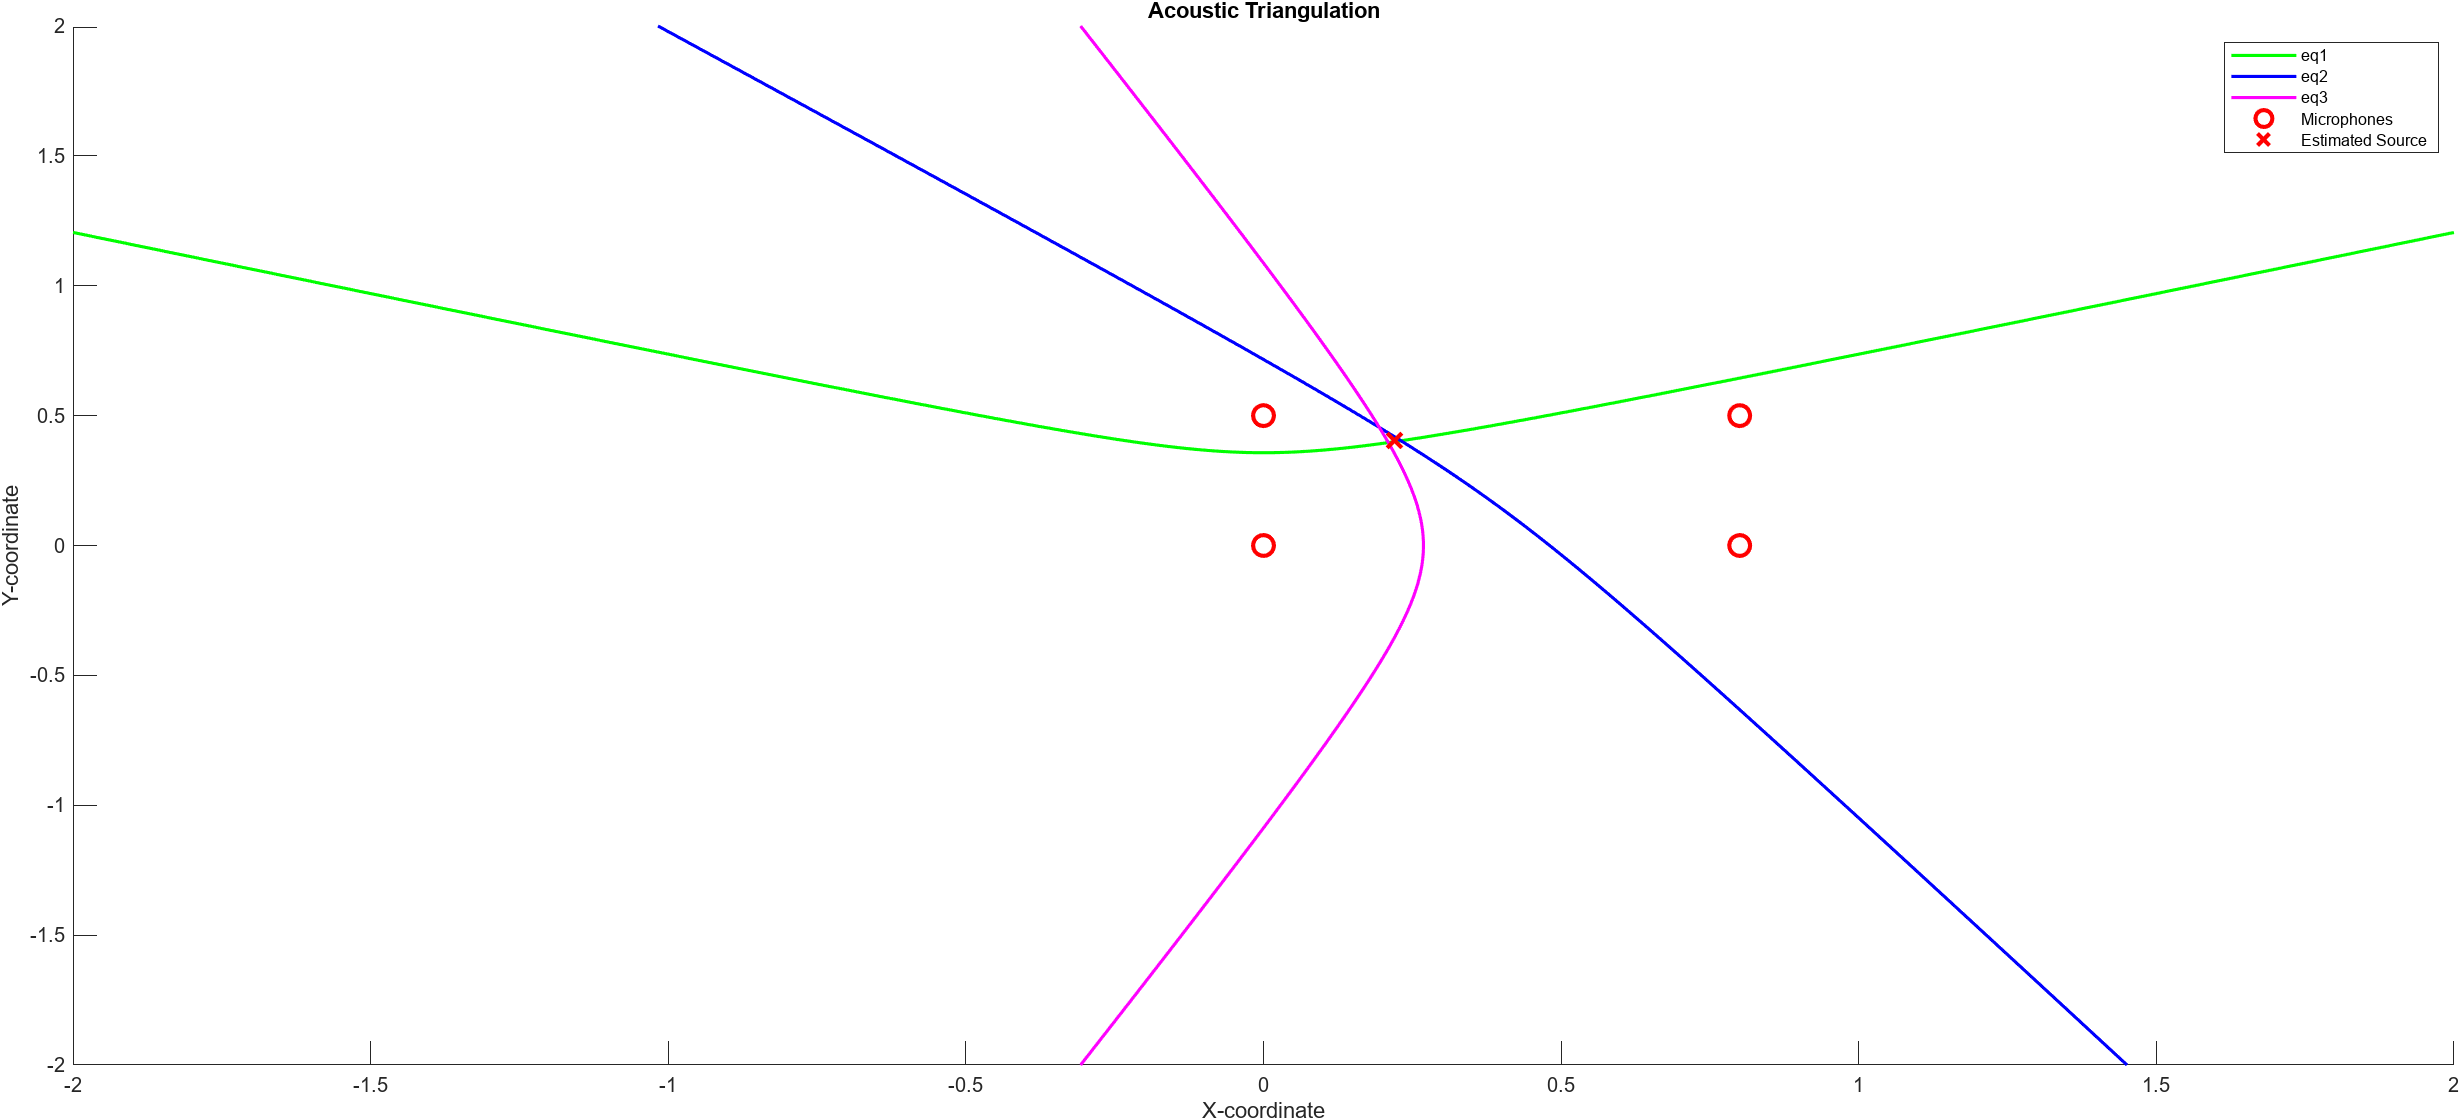 Acoustic Triangulation
eq1
eq2
eq3
Microphones
Estimated Source
2
1.5
1
0.5
0
-0.5
-1
-1.5
-2
Y-coordinate
-2
-1.5
-1
-0.5
0
0.5
1
1.5
2
X-coordinate